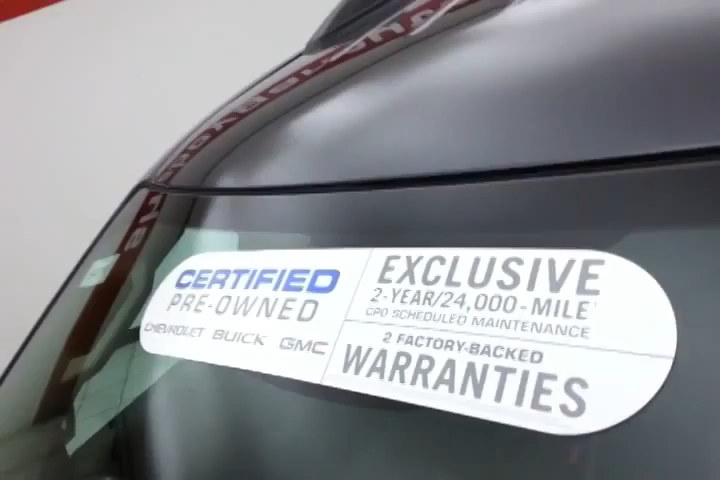 CERTIFIED
PRE-OWNED
CHEVROLET BUICK GMC
EXCLUSIVE
2-YEAR/24,000-MILE
CPO SCHEDULED MAINTENANCE
2 FACTORY-BACKED
WARRANTIES